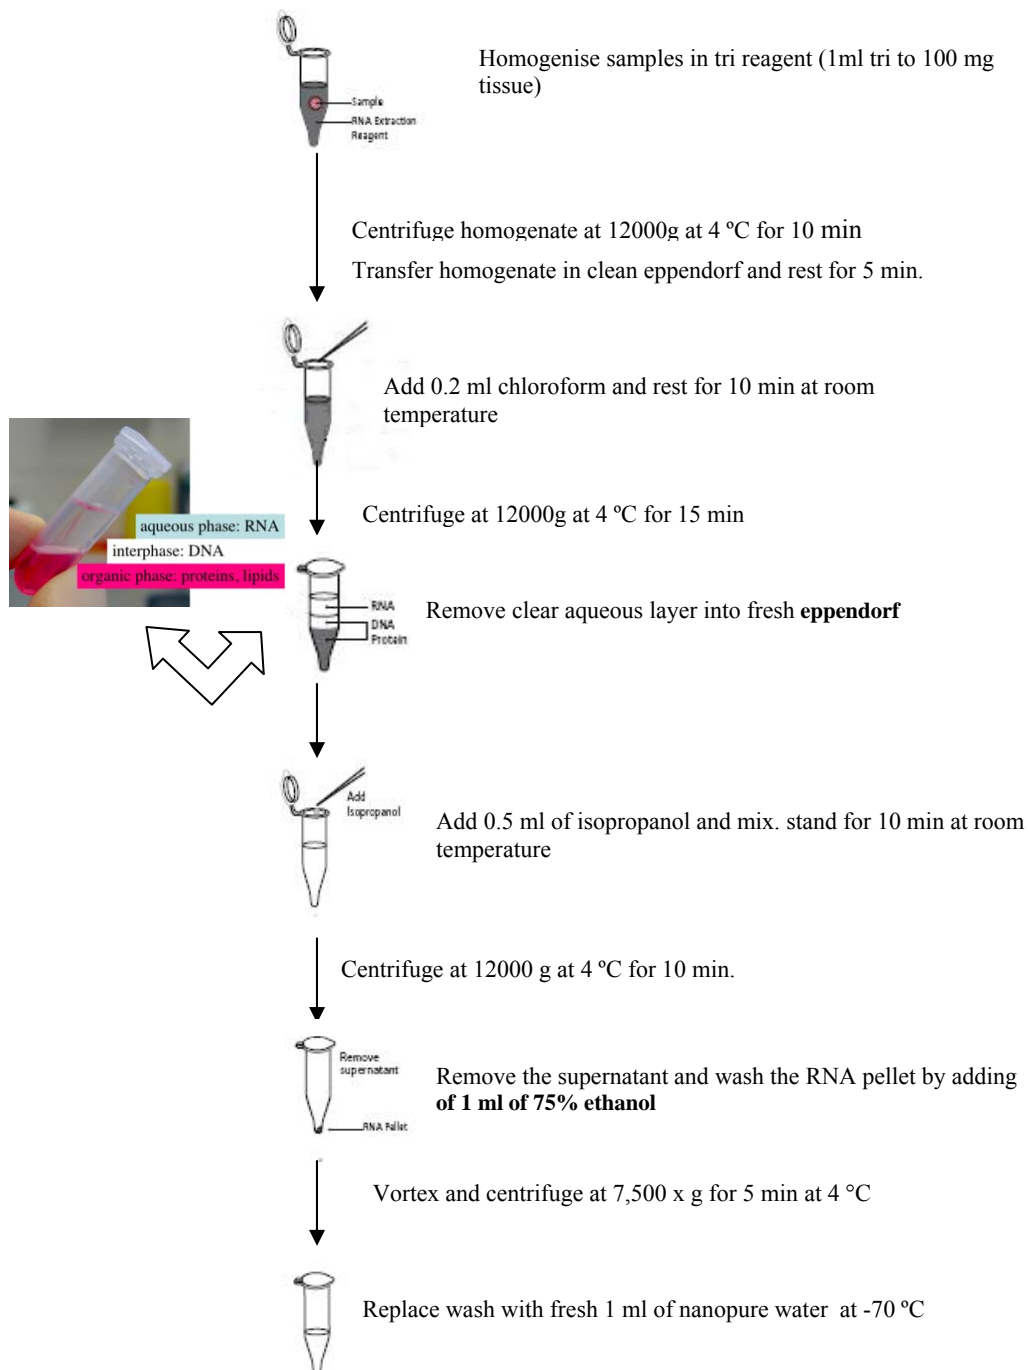 Homogenise samples in tri reagent (1ml tri to 100 mg
tissue)
Sample
RNA Extraction
Reagent
Centrifuge homogenate at 12000g at 4 ºC for 10 min
Transfer homogenate in clean eppendorf and rest for 5 min.
Add 0.2 ml chloroform and rest for 10 min at room
temperature
Centrifuge at 12000g at 4 ºC for 15 min
aqueous phase: RNA
interphase: DNA
organic phase: proteins, lipids
RNA
DNA
Protein
Remove clear aqueous layer into fresh eppendorf
Add
Isopropanol
Add 0.5 ml of isopropanol and mix. stand for 10 min at room
temperature
Centrifuge at 12000 g at 4 ºC for 10 min.
Remove
supernatant
RNA Pellet
Remove the supernatant and wash the RNA pellet by adding
of 1 ml of 75% ethanol
Vortex and centrifuge at 7,500 x g for 5 min at 4 °C
Replace wash with fresh 1 ml of nanopure water at -70 ºC